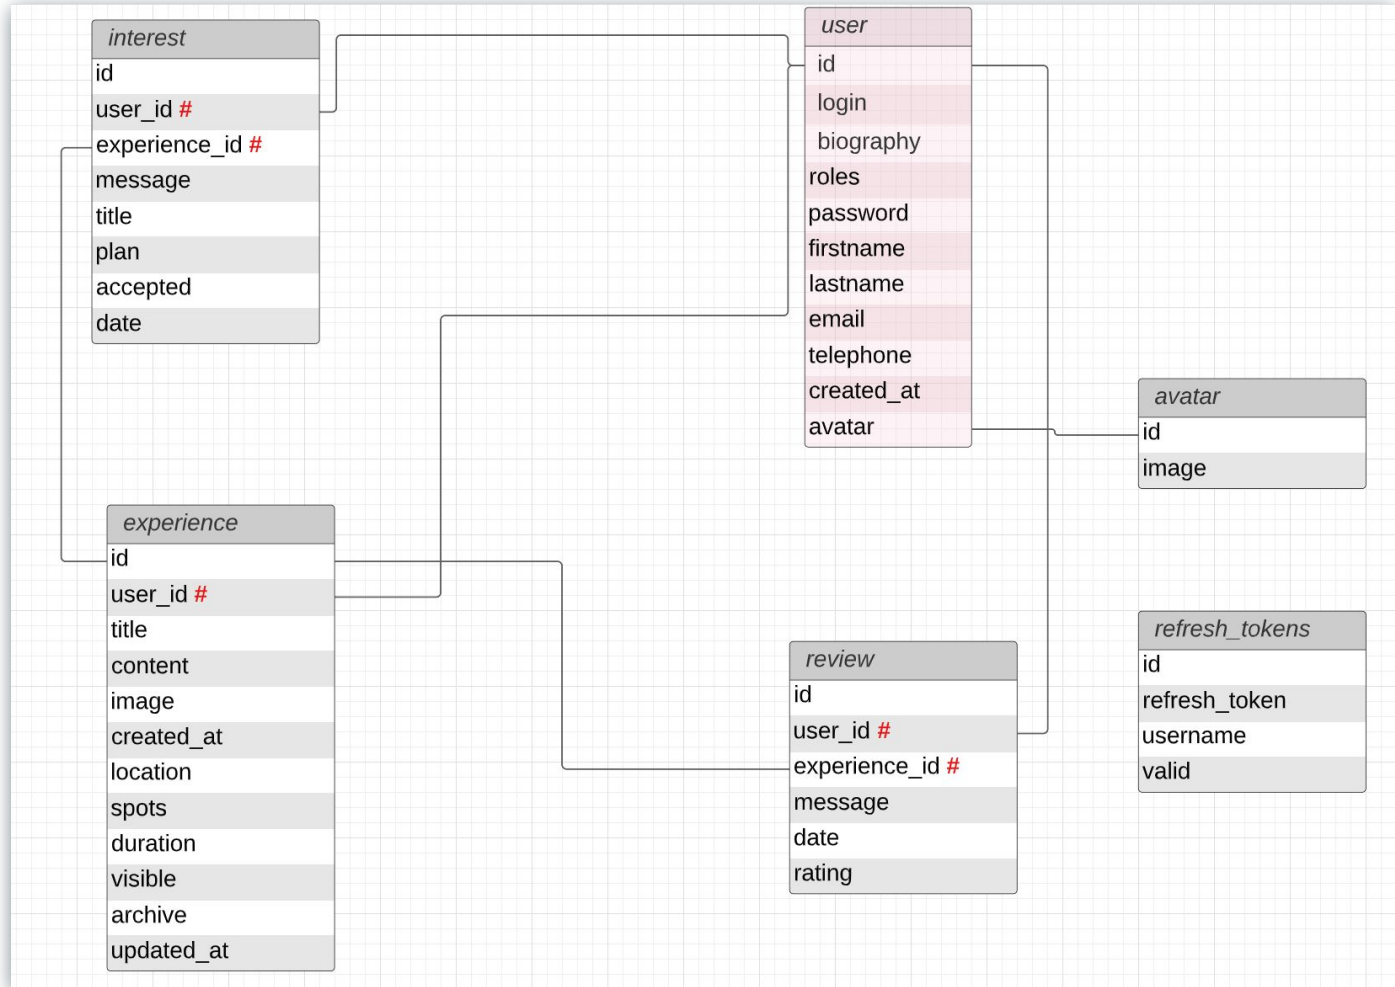 interest
id
user_id #
experience_id #
message
title
plan
accepted
date
user
id
login
biography
roles
password
firstname
lastname
email
telephone
created_at
avatar
avatar
id
image
experience
id
user_id #
title
content
image
created_at
location
spots
duration
visible
archive
updated_at
review
id
user_id #
experience_id #
message
date
rating
refresh_tokens
id
refresh_token
username
valid